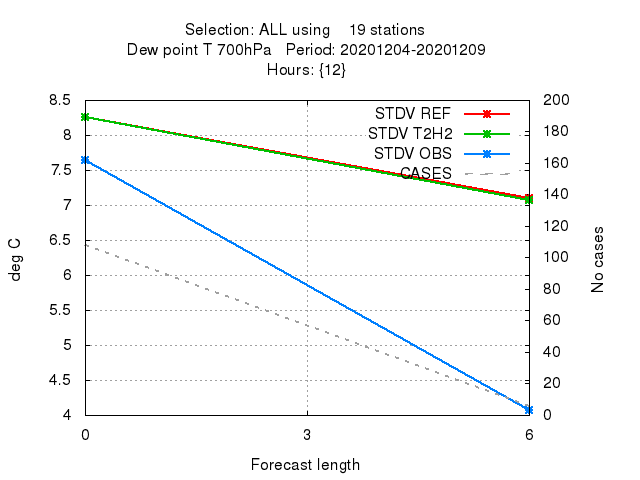 Selection: ALL using    19 stations
Dew point T 700hPa   Period: 20201204-20201209
Hours: {12}
8.5
8
7.5
7
6.5
6
5.5
5
4.5
4
200
180
160
140
120
100
80
60
40
20
0
STDV REF
STDV T2H2
STDV OBS
CASES
deg C
No cases
0
3
6
Forecast length